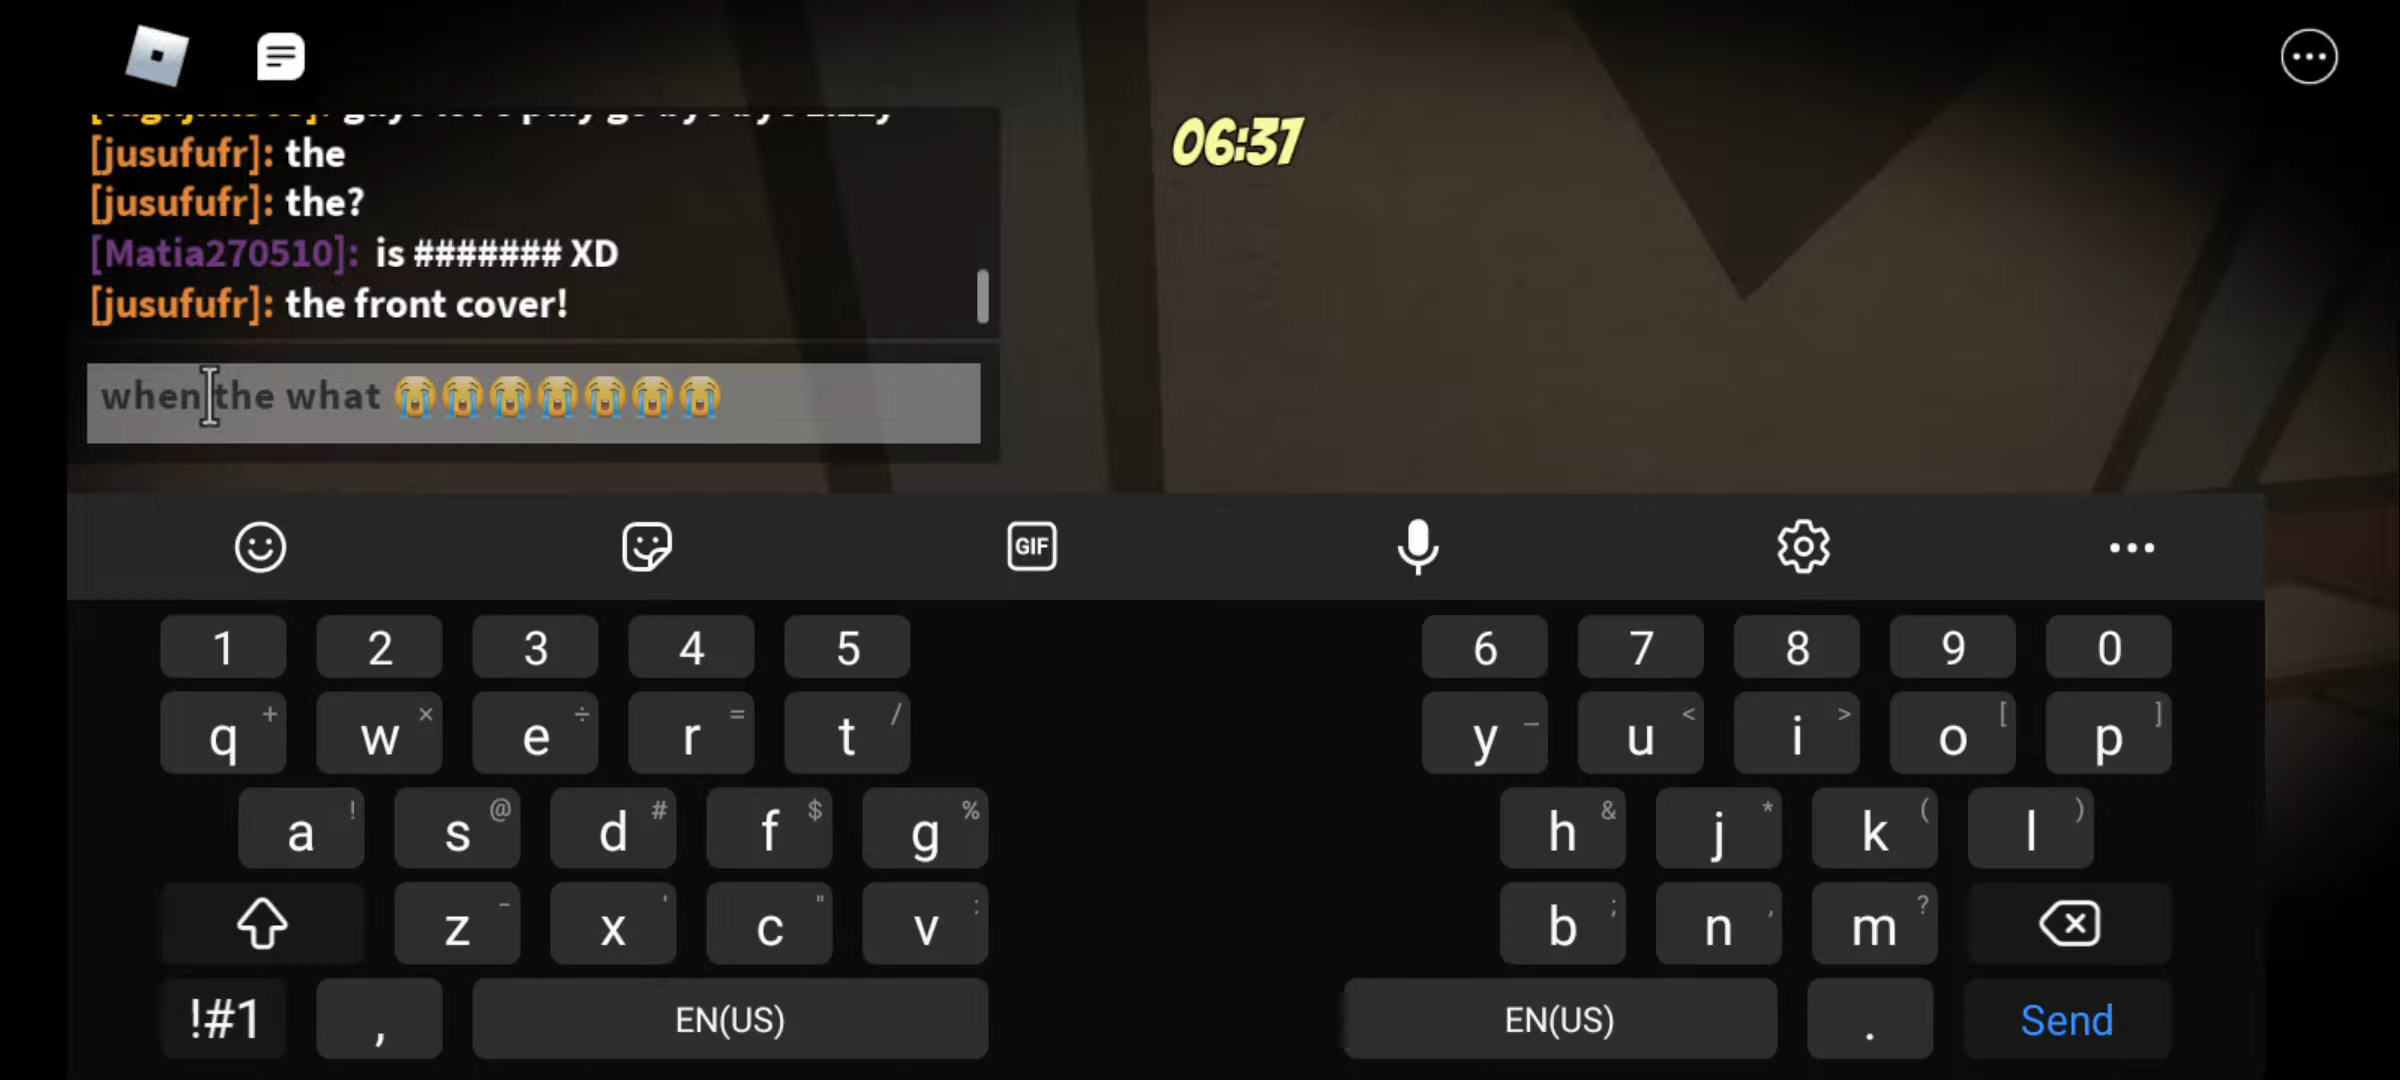 06:37
[jusufufr]: the
[jusufufr]: the?
[Matia270510]: is ####### XD
[jusufufr]: the front cover!
when the what 😭😭😭😭😭😭😭
GIF
1 2 3 4 5 6 7 8 9 0
q + w × e ÷ r = t / y _ u < i > o [ p ]
a ! s @ d # f $ g % h & j * k ( l )
z - x ' c " v : b ; n , m ?
!#1 , EN(US) EN(US) . Send